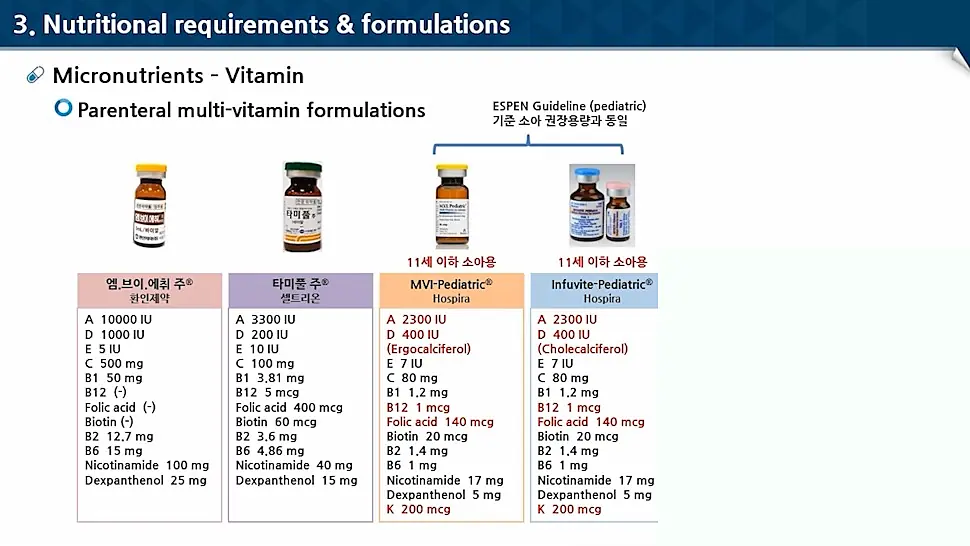 3. Nutritional requirements & formulations
Micronutrients - Vitamin
Parenteral multi-vitamin formulations
ESPEN Guideline (pediatric)
기준 소아 권장용량과 동일
타미풀
11세 이하 소아용
11세 이하 소아용
엠.브이.에취 주®
환인제약
A 10000 IU
D 1000 IU
E 5 IU
C 500 mg
B1 50 mg
B12 (-)
Folic acid (-)
Biotin (-)
B2 12.7 mg
B6 15 mg
Nicotinamide 100 mg
Dexpanthenol 25 mg
타미풀 주®
셀트리온
A 3300 IU
D 200 IU
E 10 IU
C 100 mg
B1 3.81 mg
B12 5 mcg
Folic acid 400 mcg
Biotin 60 mcg
B2 3.6 mg
B6 4.86 mg
Nicotinamide 40 mg
Dexpanthenol 15 mg
MVI-Pediatric®
Hospira
A 2300 IU
D 400 IU
(Ergocalciferol)
E 7 IU
C 80 mg
B1 1.2 mg
B12 1 mcg
Folic acid 140 mcg
Biotin 20 mcg
B2 1.4 mg
B6 1 mg
Nicotinamide 17 mg
Dexpanthenol 5 mg
K 200 mcg
Infuvite-Pediatric®
Hospira
A 2300 IU
D 400 IU
(Cholecalciferol)
E 7 IU
C 80 mg
B1 1.2 mg
B12 1 mcg
Folic acid 140 mcg
Biotin 20 mcg
B2 1.4 mg
B6 1 mg
Nicotinamide 17 mg
Dexpanthenol 5 mg
K 200 mcg